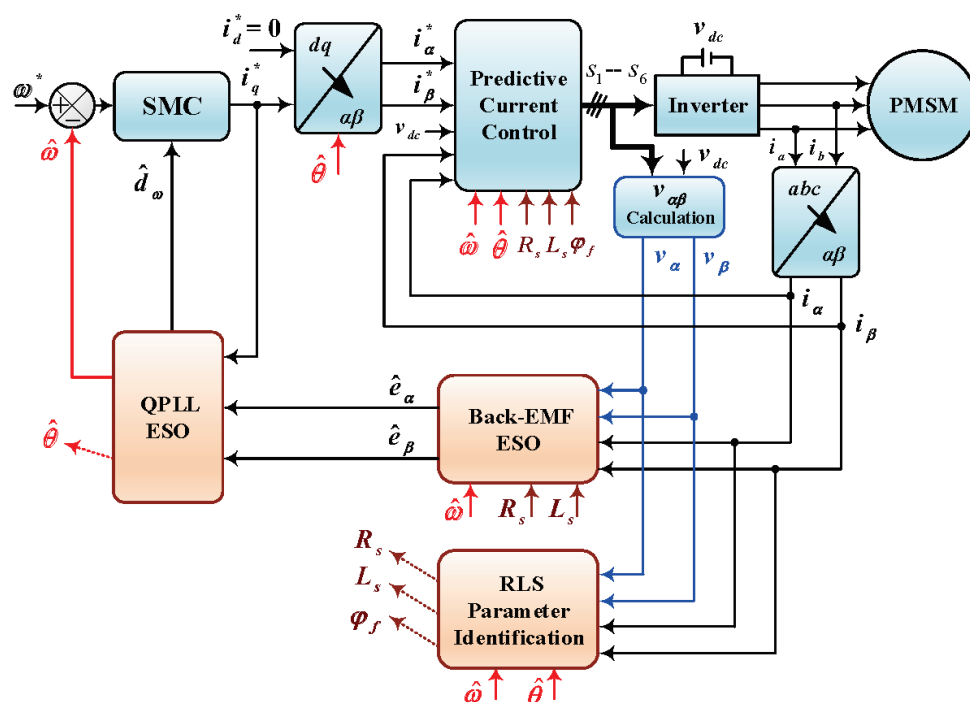 i_d^* = 0
ω^*
SMC
i_q^*
dq
αβ
θ̂
i_α^*
i_β^*
v_dc
Predictive
Current
Control
S_1 -- S_6
v_dc
Inverter
PMSM
i_a
i_b
abc
αβ
v_dc
v_αβ
Calculation
v_α
v_β
ω̂
θ̂
R_s
L_s
φ_f
ω̂
d̂_ω
i_α
i_β
QPLL
ESO
θ̂
ê_α
ê_β
Back-EMF
ESO
ω̂
R_s
L_s
R_s
L_s
φ_f
RLS
Parameter
Identification
ω̂
θ̂